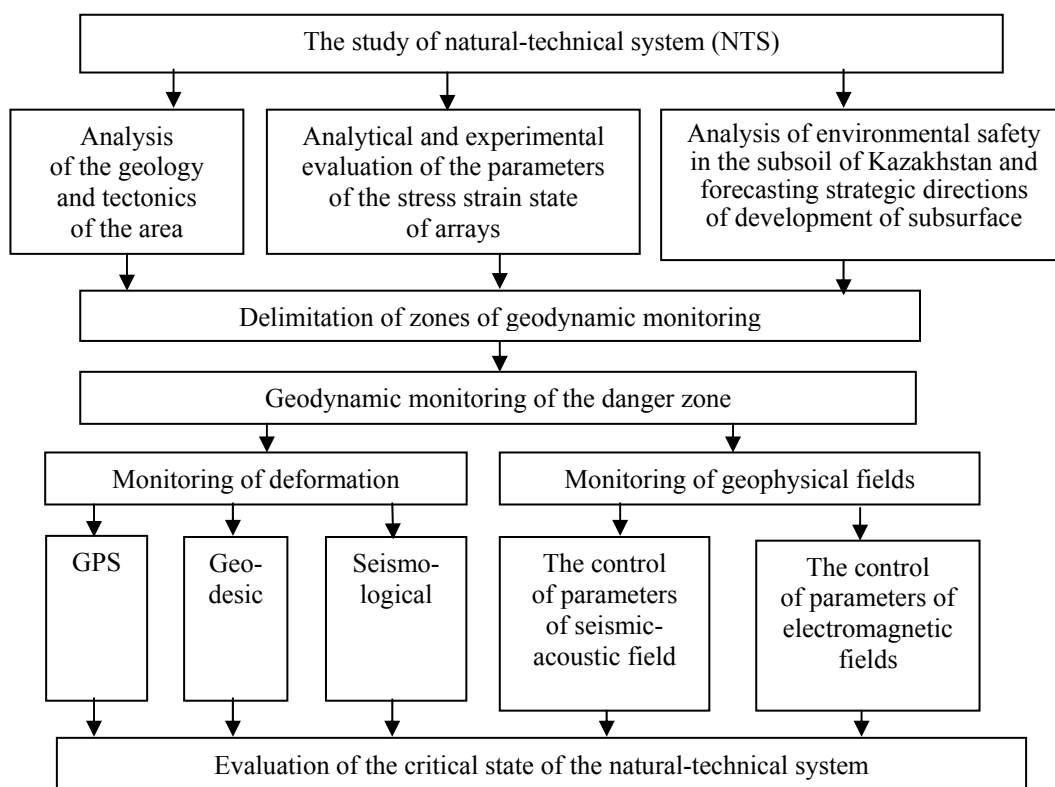 The study of natural-technical system (NTS)
Analysis
of the geology
and tectonics
of the area
Analytical and experimental
evaluation of the parameters
of the stress strain state
of arrays
Analysis of environmental safety
in the subsoil of Kazakhstan and
forecasting strategic directions
of development of subsurface
Delimitation of zones of geodynamic monitoring
Geodynamic monitoring of the danger zone
Monitoring of deformation
Monitoring of geophysical fields
GPS
Geo-
desic
Seismo-
logical
The control
of parameters
of seismic-
acoustic field
The control
of parameters of
electromagnetic
fields
Evaluation of the critical state of the natural-technical system